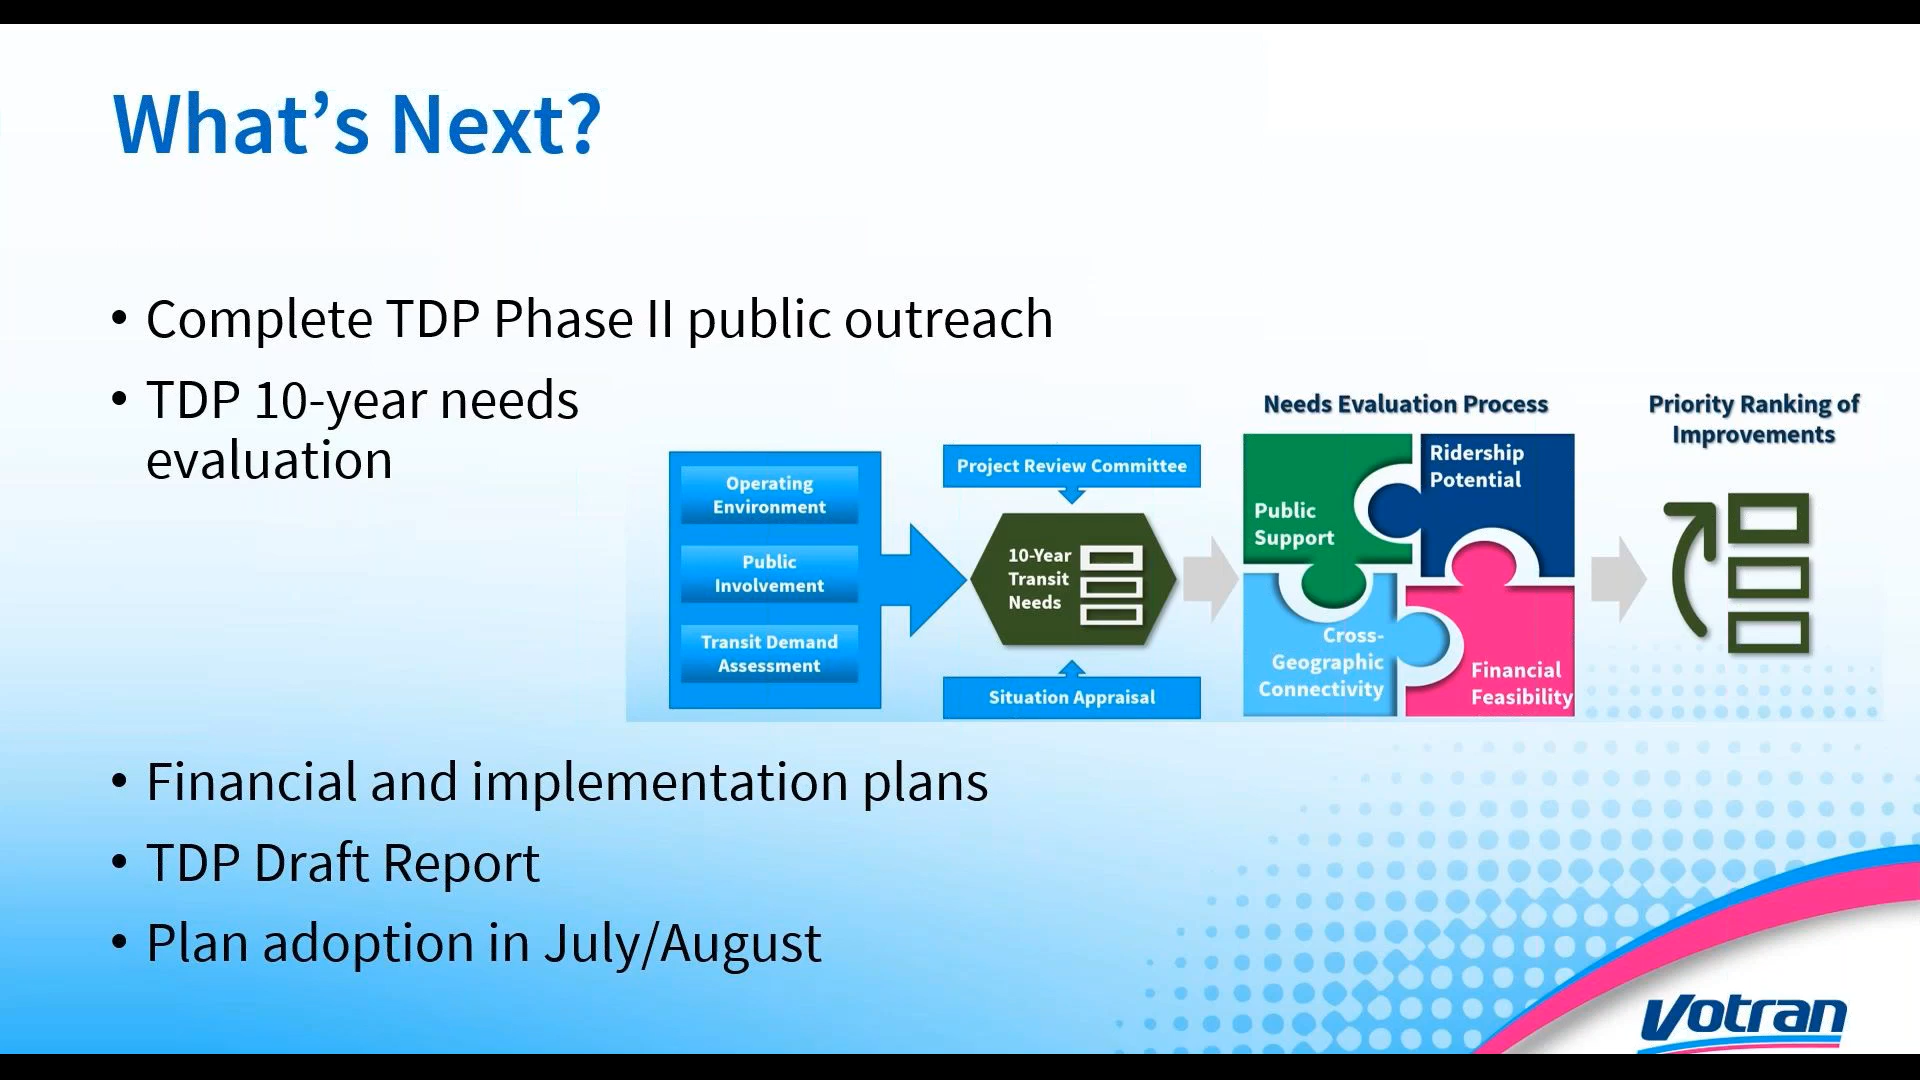 What's Next?
• Complete TDP Phase II public outreach
• TDP 10-year needs
evaluation
Operating
Environment
Public
Involvement
Transit Demand
Assessment
Project Review Committee
10-Year
Transit
Needs
Situation Appraisal
Needs Evaluation Process
Public
Support
Ridership
Potential
Cross-
Geographic
Connectivity
Financial
Feasibility
Priority Ranking of
Improvements
• Financial and implementation plans
• TDP Draft Report
• Plan adoption in July/August
Votran